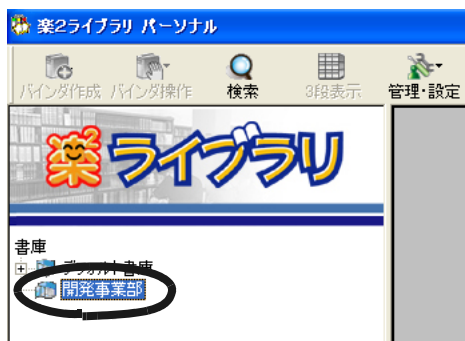 楽2ライブラリ パーソナル
バインダ作成 バインダ操作 検索 3段表示 管理・設定
楽ライブラリ
書庫
デフォルト書庫
開発事業部